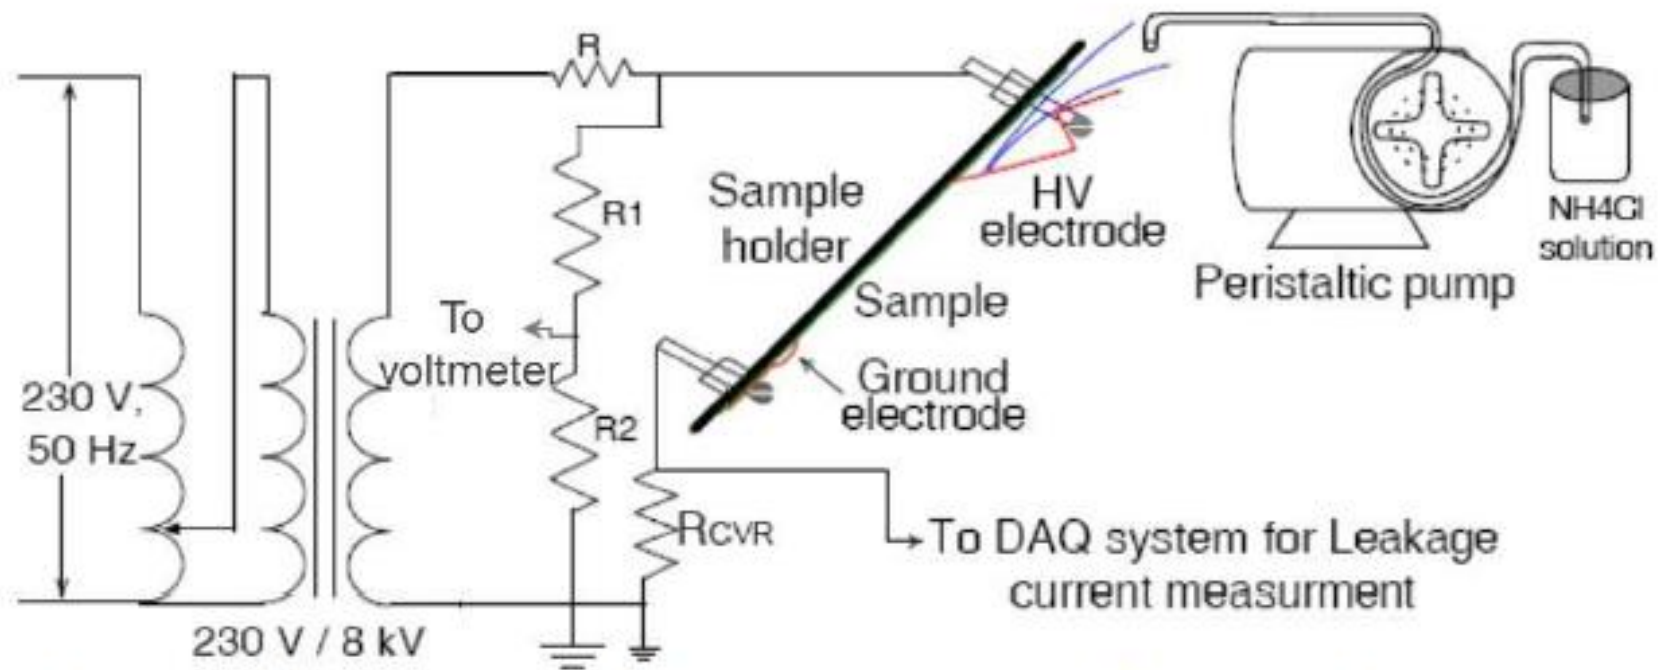 R
R1
To
voltmeter
R2
230 V,
50 Hz
230 V / 8 kV
RCVR
Sample
holder
HV
electrode
Sample
Ground
electrode
Peristaltic pump
NH4Cl
solution
To DAQ system for Leakage
current measurment